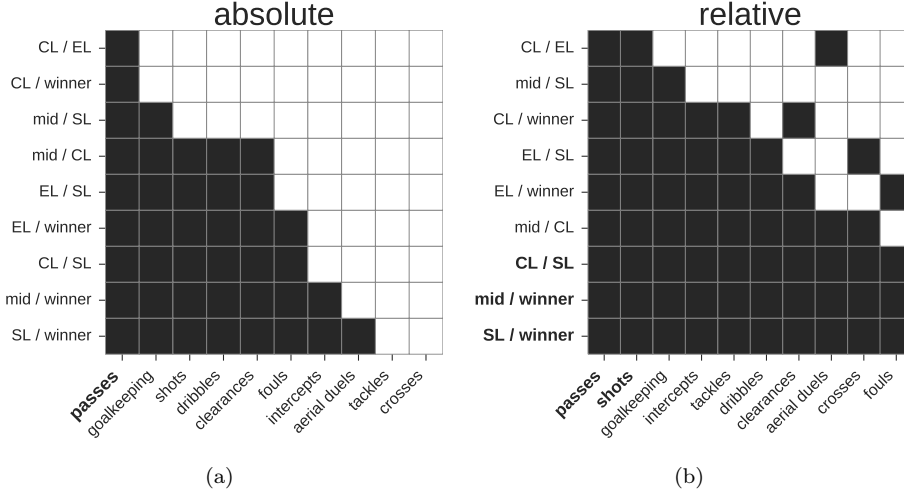 absolute
CL / EL
CL / winner
mid / SL
mid / CL
EL / SL
EL / winner
CL / SL
mid / winner
SL / winner
passes
goalkeeping
shots
dribbles
clearances
fouls
intercepts
aerial duels
tackles
crosses
(a)
relative
CL / EL
mid / SL
CL / winner
EL / SL
EL / winner
mid / CL
CL / SL
mid / winner
SL / winner
passes
shots
goalkeeping
intercepts
tackles
dribbles
clearances
aerial duels
crosses
fouls
(b)